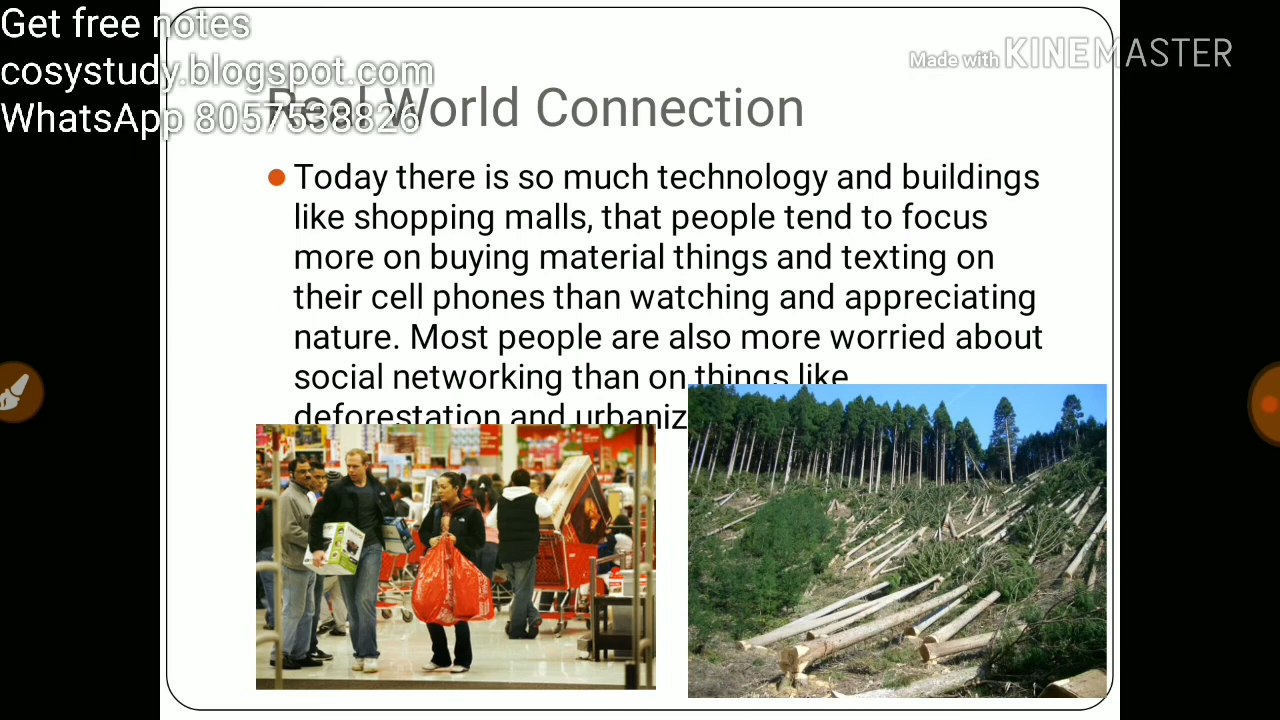 Get free notes
cosystudy.blogspot.com
WhatsApp 8057538826
Made with KINEMASTER
Real World Connection
Today there is so much technology and buildings
like shopping malls, that people tend to focus
more on buying material things and texting on
their cell phones than watching and appreciating
nature. Most people are also more worried about
social networking than on things like
deforestation and urbaniz